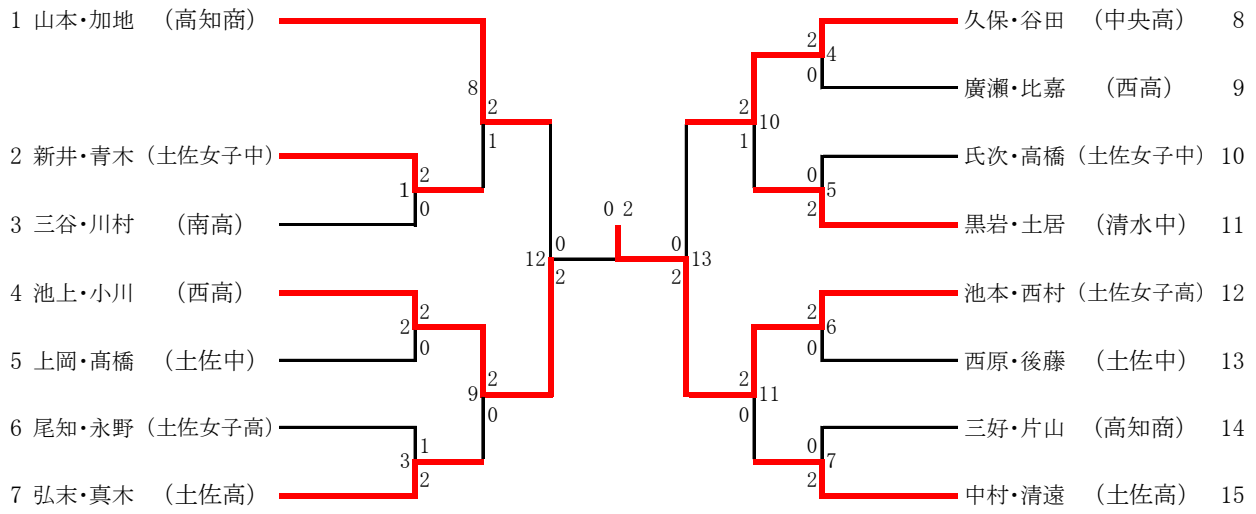 1 山本・加地 （高知商）
久保・谷田 （中央高） 8
2
4
0
廣瀬・比嘉 （西高） 9
8
2
1
2
10
1
2 新井・青木 （土佐女子中）
氏次・高橋 （土佐女子中） 10
1
2
0
0
5
2
3 三谷・川村 （南高）
黒岩・土居 （清水中） 11
0 2
12
0
2
0
13
2
4 池上・小川 （西高）
池本・西村 （土佐女子高） 12
2
2
0
2
6
0
5 上岡・髙橋 （土佐中）
西原・後藤 （土佐中） 13
9
2
0
2
11
0
6 尾知・永野 （土佐女子高）
三好・片山 （高知商） 14
3
1
2
0
7
2
7 弘末・真木 （土佐高）
中村・清遠 （土佐高） 15